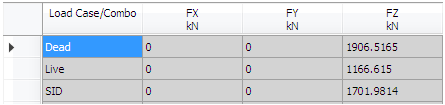 Load Case/Combo FX FY FZ
kN kN kN
Dead 0 0 1906.5165
Live 0 0 1166.615
SID 0 0 1701.9814